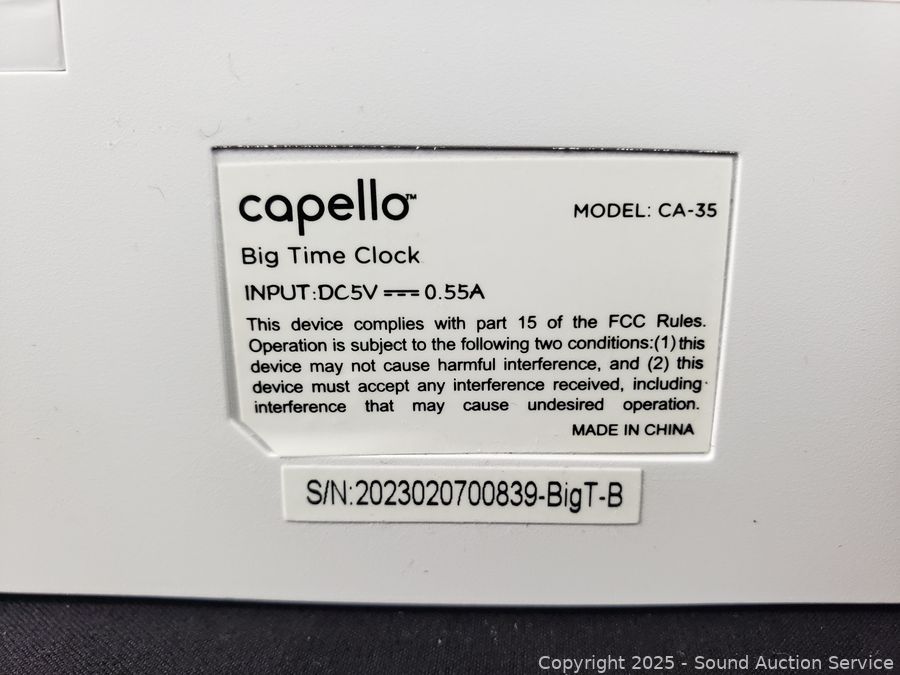 capello™
MODEL: CA-35
Big Time Clock
INPUT:DC5V ⎓ 0.55A
This device complies with part 15 of the FCC Rules.
Operation is subject to the following two conditions:(1)this
device may not cause harmful interference, and (2) this
device must accept any interference received, including
interference that may cause undesired operation.
MADE IN CHINA
S/N:2023020700839-BigT-B
Copyright 2025 - Sound Auction Service